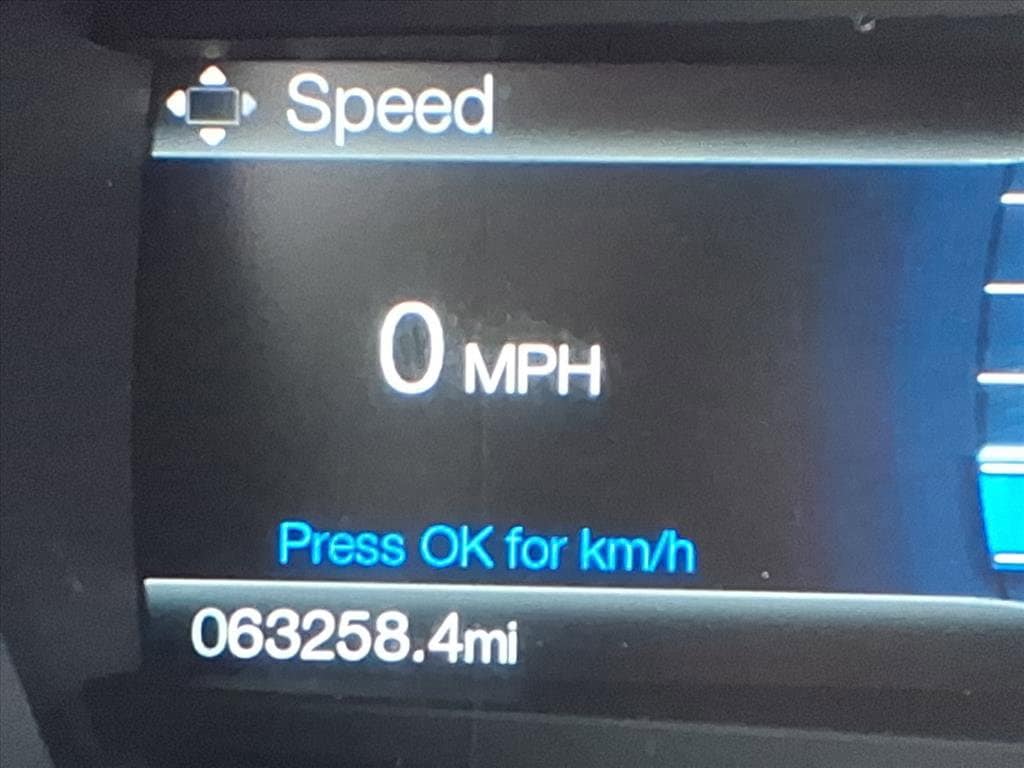 Speed
0 MPH
Press OK for km/h
063258.4mi